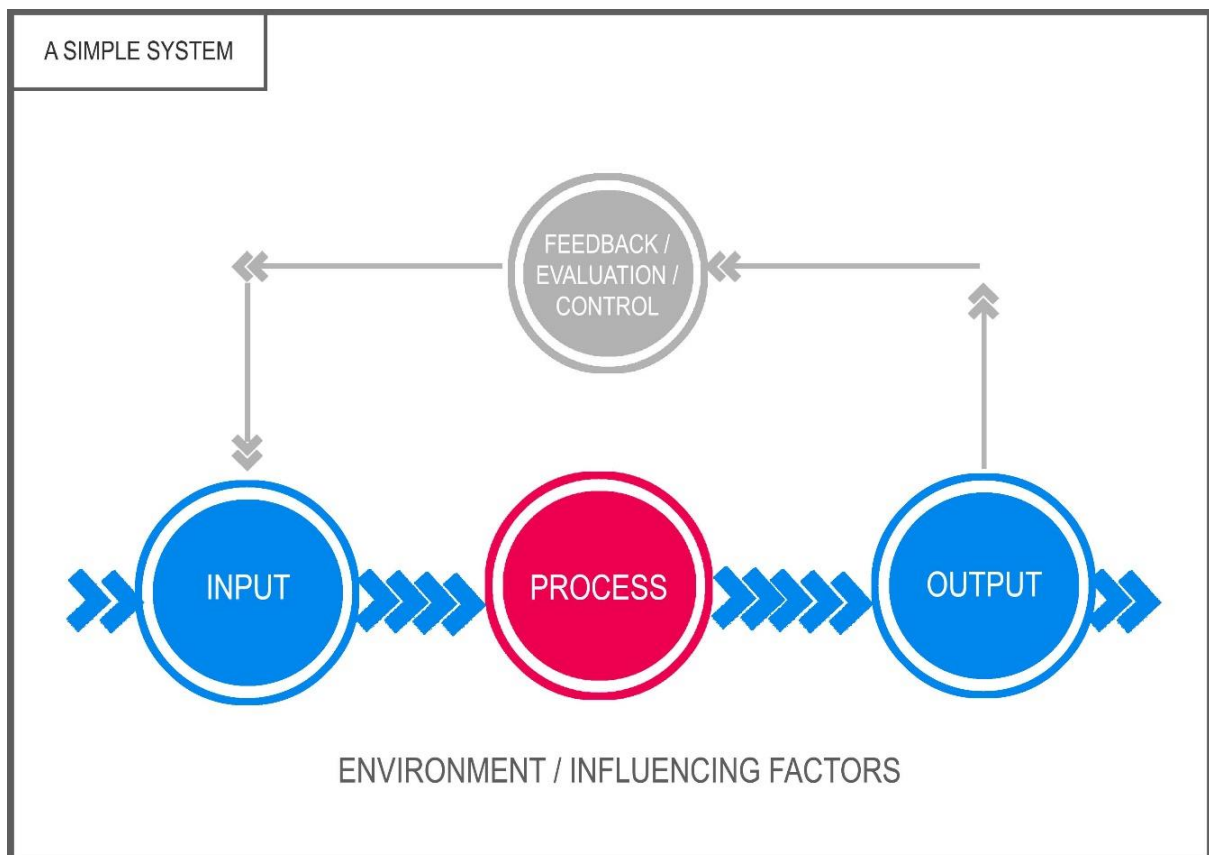 A SIMPLE SYSTEM
FEEDBACK /
EVALUATION /
CONTROL
INPUT
PROCESS
OUTPUT
ENVIRONMENT / INFLUENCING FACTORS